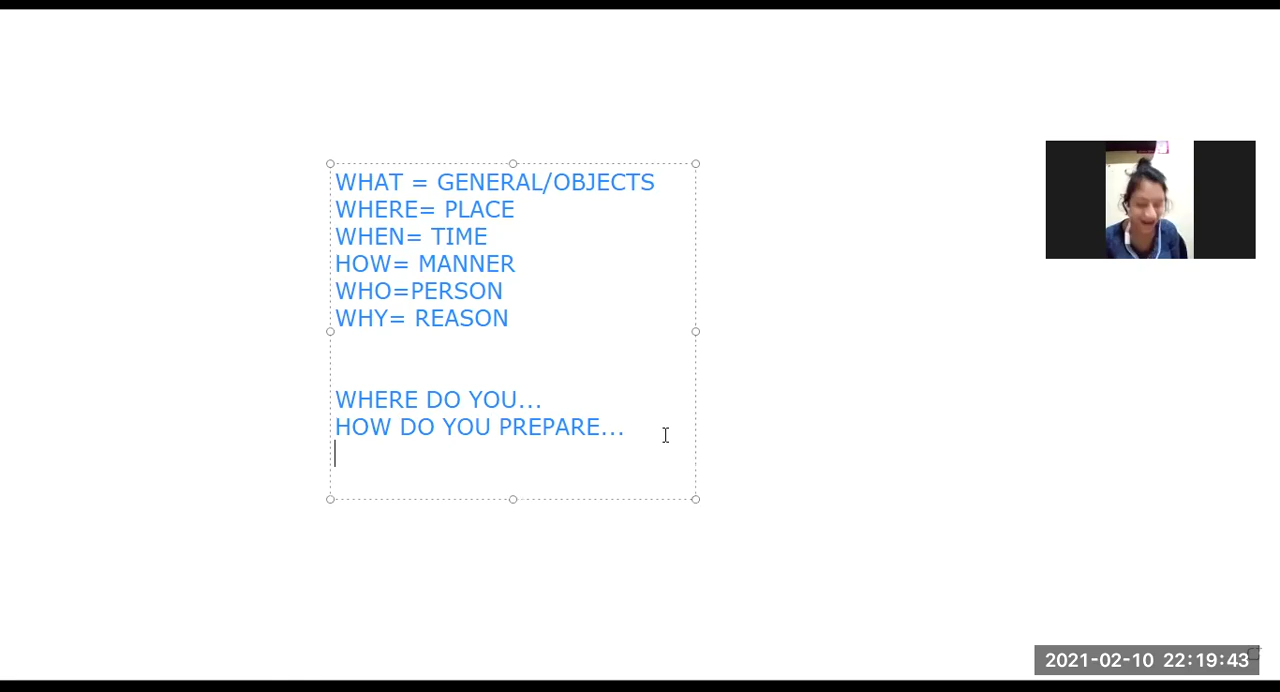 WHAT = GENERAL/OBJECTS
WHERE= PLACE
WHEN= TIME
HOW= MANNER
WHO=PERSON
WHY= REASON
WHERE DO YOU...
HOW DO YOU PREPARE...
2021-02-10 22:19:43